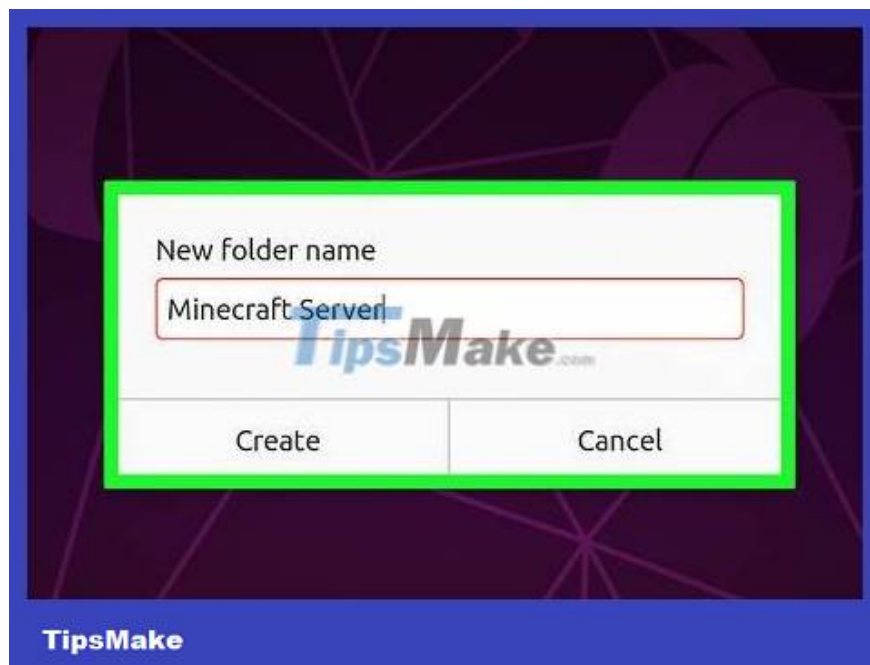 New folder name
Minecraft Server
TipsMake.com
Create
Cancel
TipsMake